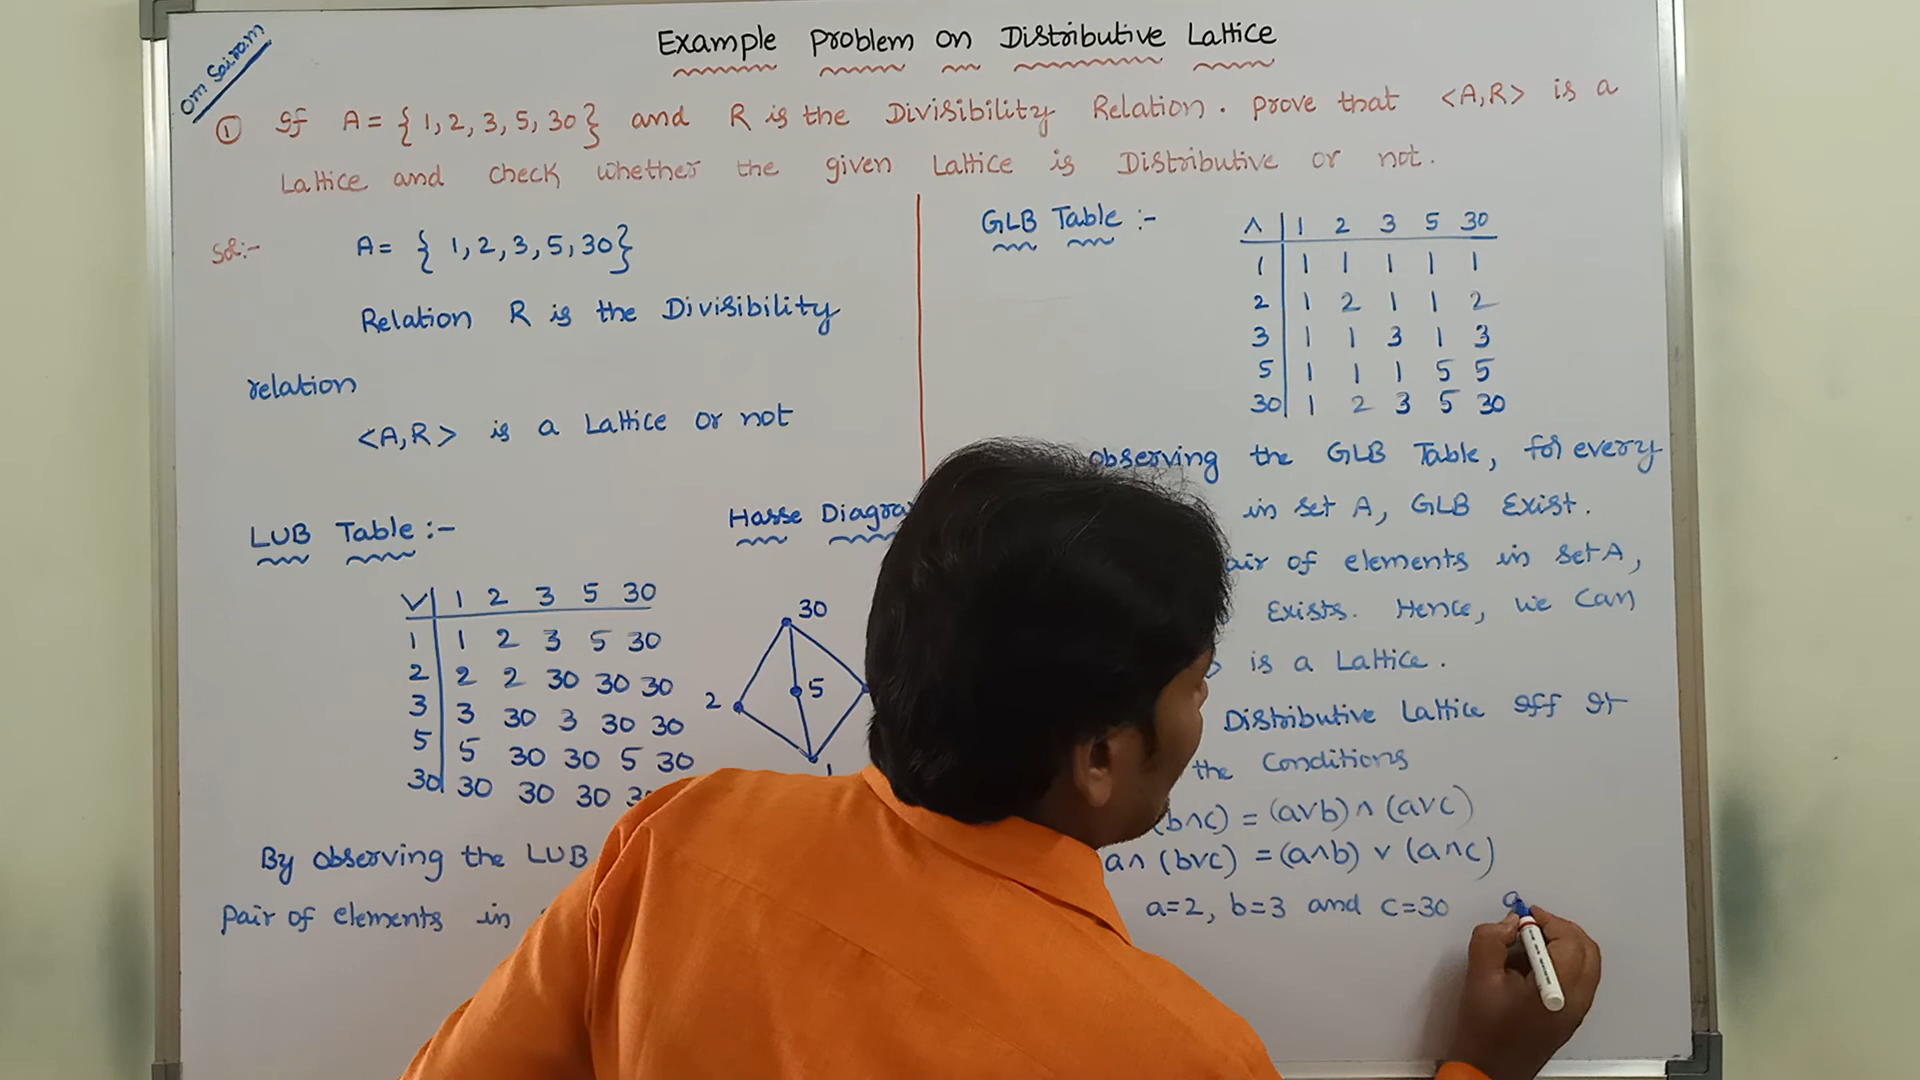 Om Sairam
Example Problem on Distributive Lattice
① If A = { 1, 2, 3, 5, 30 } and R is the Divisibility Relation. Prove that <A,R> is a
Lattice and check whether the given Lattice is Distributive or not.
Sol:- A = { 1, 2, 3, 5, 30 }
Relation R is the Divisibility
relation
<A,R> is a Lattice or not
LUB Table :-
∨ 1 2 3 5 30
1 1 2 3 5 30
2 2 2 30 30 30
3 3 30 3 30 30
5 5 30 30 5 30
30 30 30 30
Hasse
30
2 5
By observing the LUB
pair of elements in
GLB Table :-
∧ 1 2 3 5 30
1 1 1 1 1 1
2 1 2 1 1 2
3 1 1 3 1 3
5 1 1 1 5 5
30 1 2 3 5 30
observing the GLB Table, for every
in set A, GLB Exist.
of elements in set A,
Exists. Hence, we can
is a Lattice.
Distributive Lattice Iff It
the Conditions
(b∧c) = (a∨b) ∧ (a∨c)
a∧ (b∨c) = (a∧b) ∨ (a∧c)
a=2, b=3 and c=30